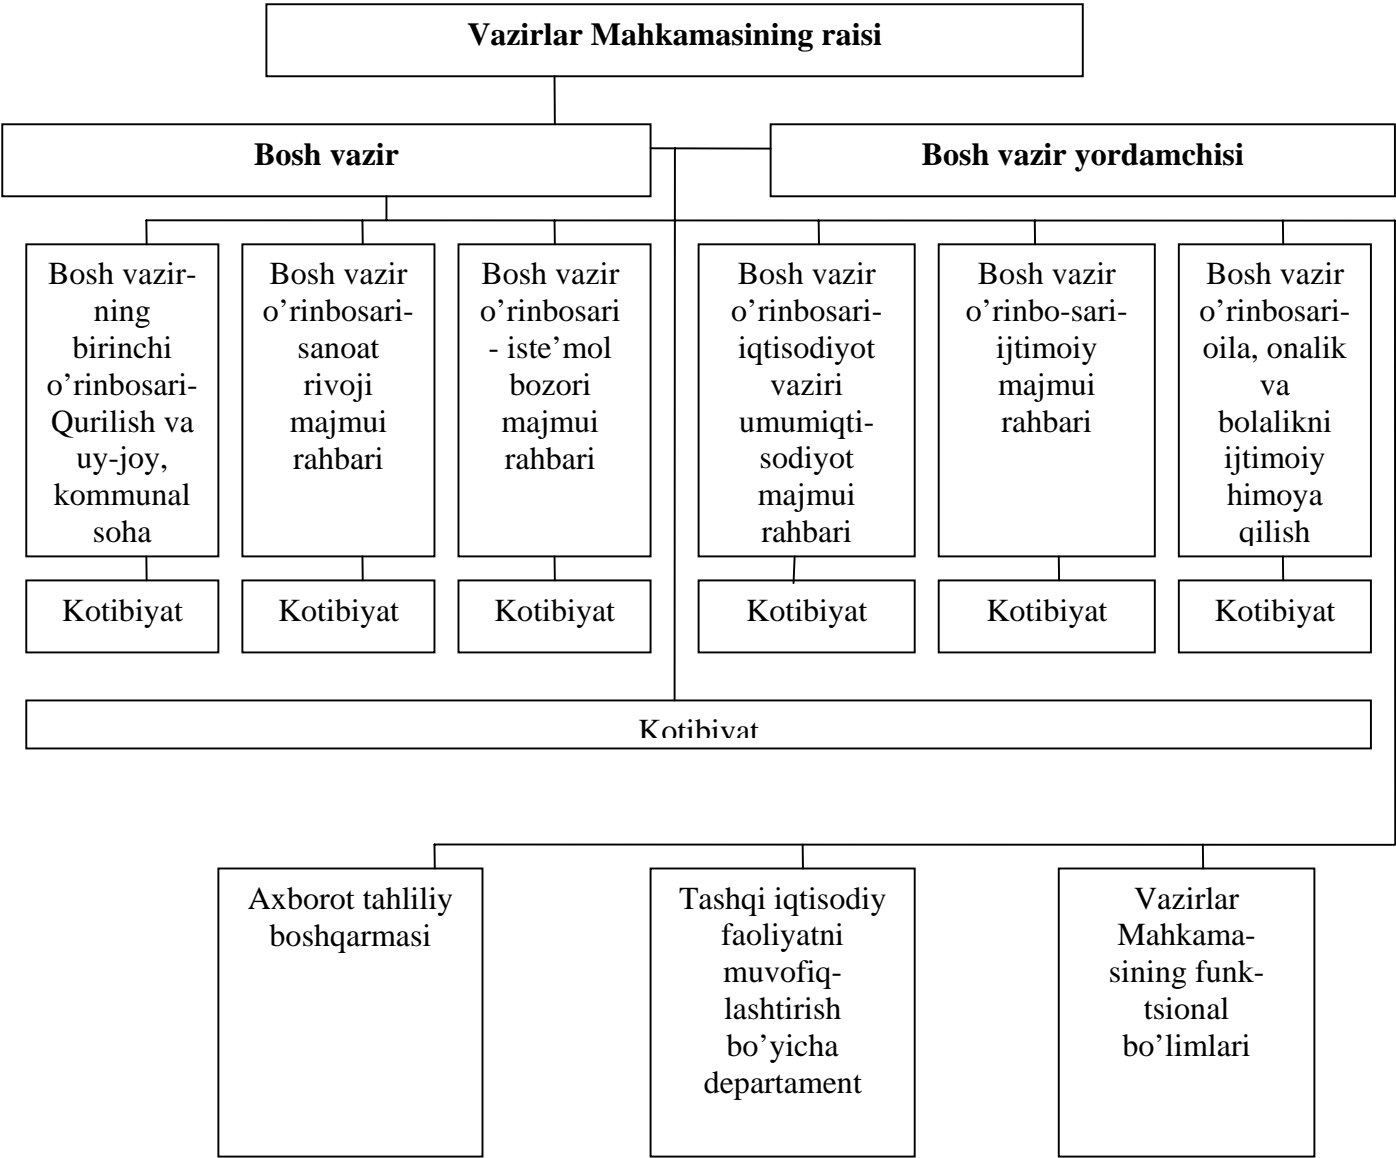 Vazirlar Mahkamasining raisi
Bosh vazir
Bosh vazir yordamchisi
Bosh vazir-
ning
birinchi
o’rinbosari-
Qurilish va
uy-joy,
kommunal
soha
Bosh vazir
o’rinbosari-
sanoat
rivoji
majmui
rahbari
Bosh vazir
o’rinbosari
- iste’mol
bozori
majmui
rahbari
Bosh vazir
o’rinbosari-
iqtisodiyot
vaziri
umumiqti-
sodiyot
majmui
rahbari
Bosh vazir
o’rinbo-sari-
ijtimoiy
majmui
rahbari
Bosh vazir
o’rinbosari-
oila, onalik
va
bolalikni
ijtimoiy
himoya
qilish
Kotibiyat
Kotibiyat
Kotibiyat
Kotibiyat
Kotibiyat
Kotibiyat
Kotibiyat
Axborot tahliliy
boshqarmasi
Tashqi iqtisodiy
faoliyatni
muvofiq-
lashtirish
bo’yicha
departament
Vazirlar
Mahkama-
sining funk-
tsional
bo’limlari